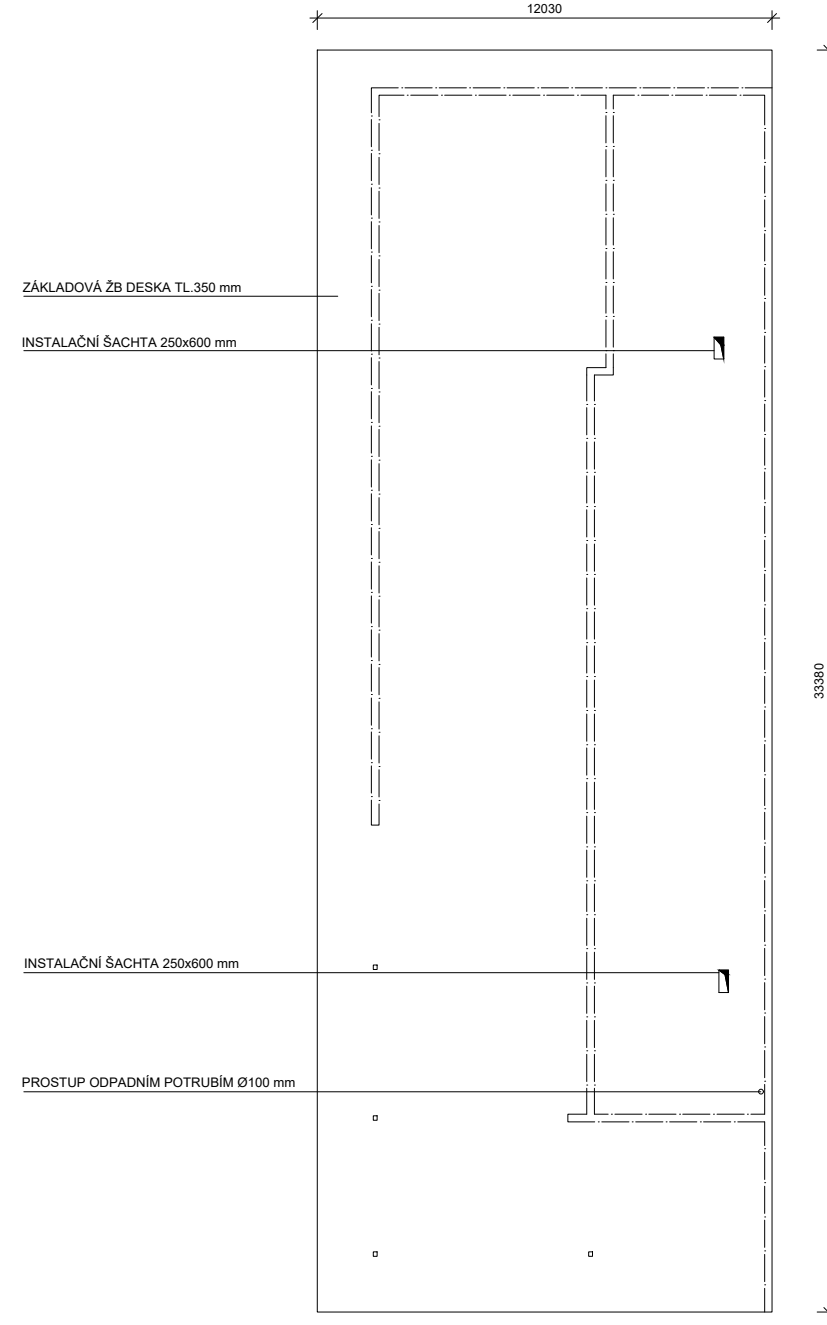 12030
ZÁKLADOVÁ ŽB DESKA TL.350 mm
INSTALAČNÍ ŠACHTA 250x600 mm
33380
INSTALAČNÍ ŠACHTA 250x600 mm
PROSTUP ODPADNÍM POTRUBÍM Ø100 mm